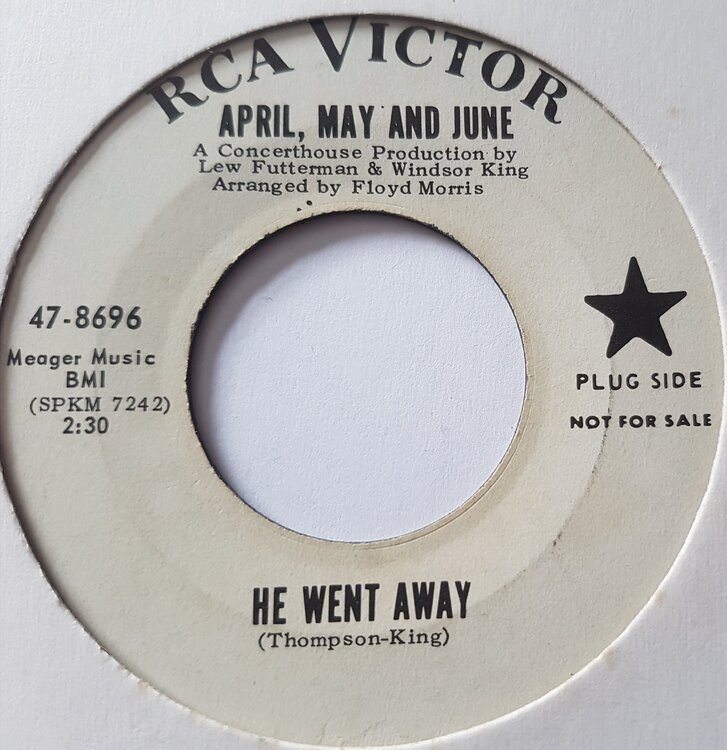 RCA VICTOR
APRIL, MAY AND JUNE
A Concerthouse Production by
Lew Futterman & Windsor King
Arranged by Floyd Morris
47-8696
Meager Music
BMI
(SPKM 7242)
2:30
PLUG SIDE
NOT FOR SALE
HE WENT AWAY
(Thompson-King)